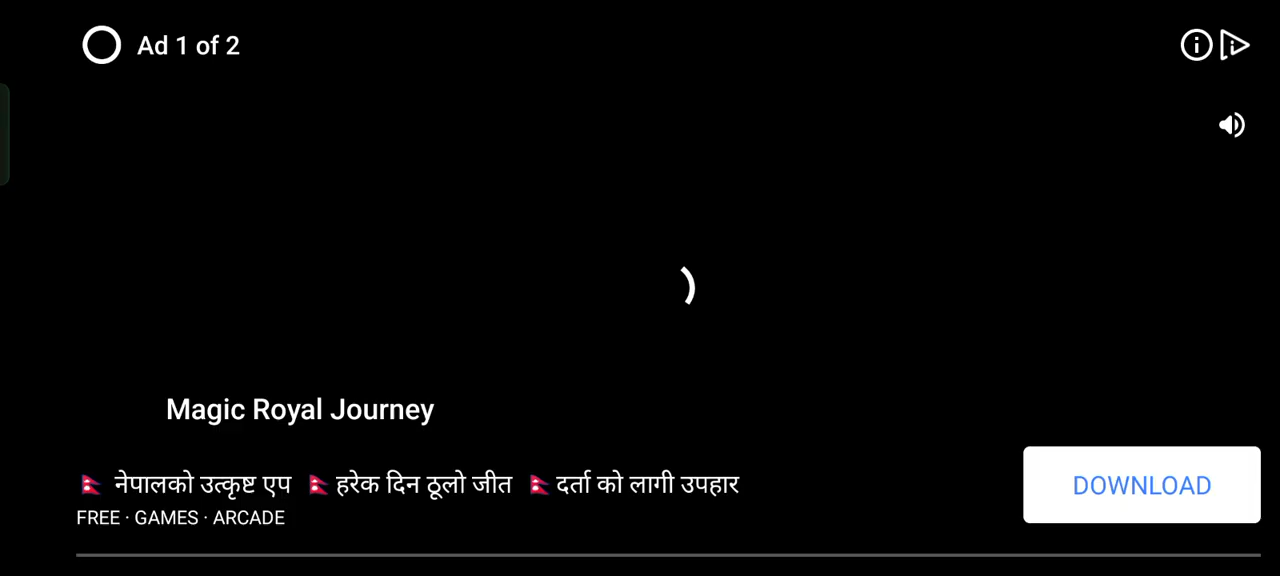 Ad 1 of 2
Magic Royal Journey
🇳🇵 नेपालको उत्कृष्ट एप 🇳🇵 हरेक दिन ठूलो जीत 🇳🇵 दर्ता को लागी उपहार
FREE · GAMES · ARCADE
DOWNLOAD